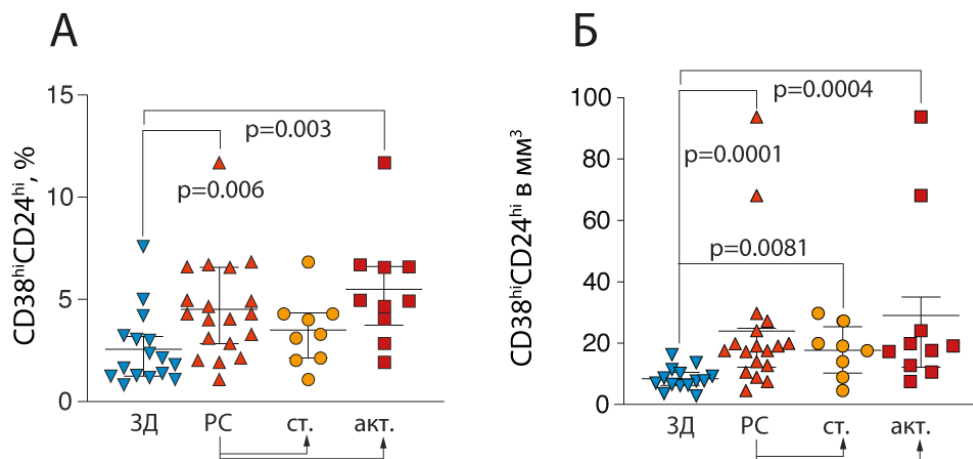 А
15
10
5
0
CD38ʰⁱCD24ʰⁱ, %
p=0.003
p=0.006
ЗД
РС
ст.
акт.
Б
100
80
60
40
20
0
CD38ʰⁱCD24ʰⁱ в мм³
p=0.0004
p=0.0001
p=0.0081
ЗД
РС
ст.
акт.